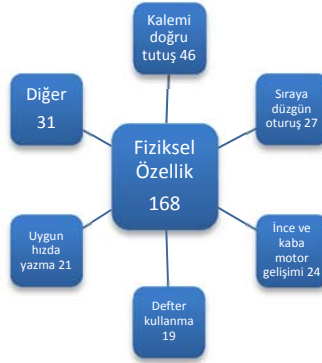 Kalemi
doğru
tutuş 46
Diğer
31
Sıraya
düzgün
oturuş 27
Fiziksel
Özellik
168
Uygun
hızda
yazma 21
İnce ve
kaba
motor
gelişimi 24
Defter
kullanma
19